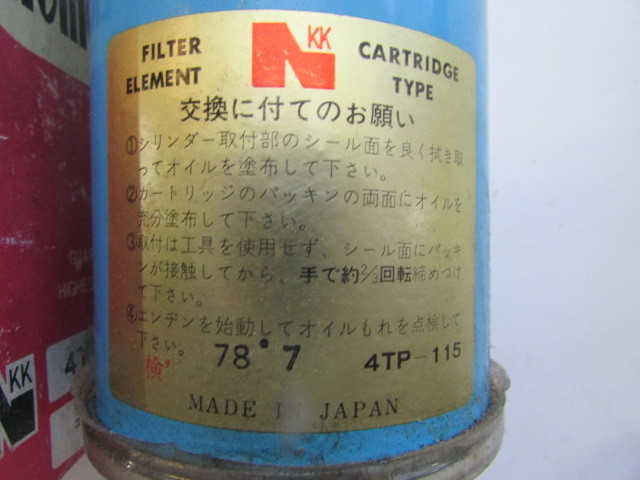 FILTER ELEMENT
N KK
CARTRIDGE TYPE
交換に付てのお願い
①シリンダー取付部のシール面を良く拭き取
ってオイルを塗布して下さい。
②カートリッジのパッキンの両面にオイルを
充分塗布して下さい。
③取付は工具を使用せず、シール面にパッキ
ンが接触してから、手で約2/3回転締めつけ
て下さい。
④エンヂンを始動してオイルもれを点検して
下さい。
検
78・7
4TP-115
MADE IN JAPAN
GUAR
HIGHES
N KK
4T